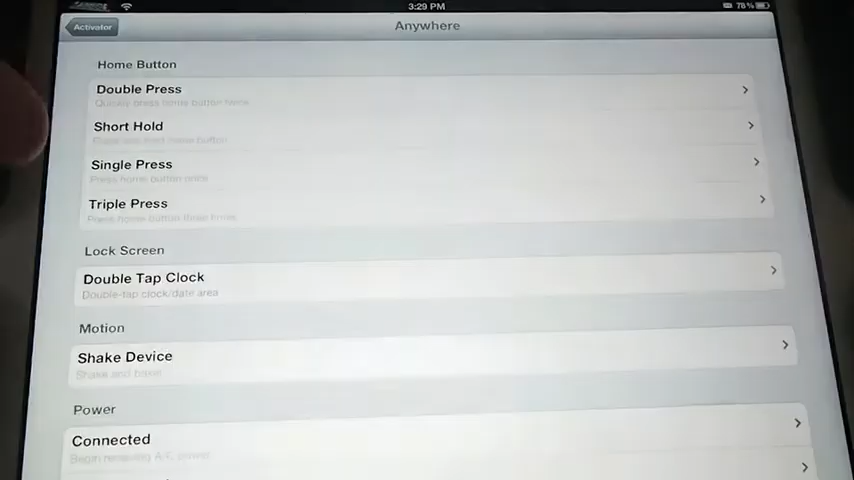 3:29 PM
78%
Activator
Anywhere
Home Button
Double Press
Quickly press home button twice
Short Hold
Press and hold home button
Single Press
Press home button once
Triple Press
Press home button three times
Lock Screen
Double Tap Clock
Double-tap clock/date area
Motion
Shake Device
Shake and bake
Power
Connected
Begin receiving A/C power